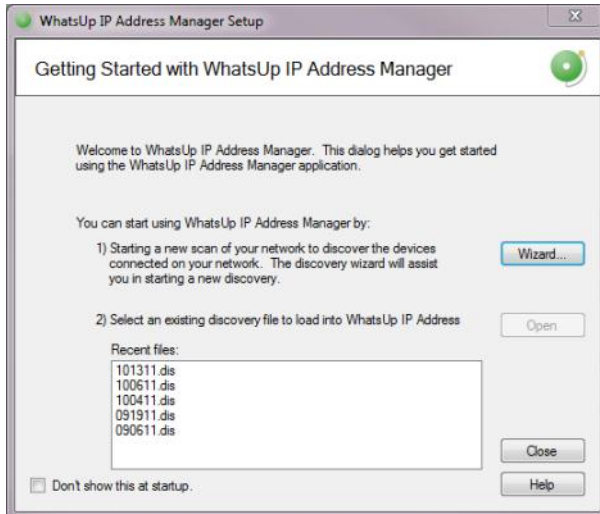 WhatsUp IP Address Manager Setup
Getting Started with WhatsUp IP Address Manager
Welcome to WhatsUp IP Address Manager. This dialog helps you get started
using the WhatsUp IP Address Manager application.
You can start using WhatsUp IP Address Manager by:
1) Starting a new scan of your network to discover the devices
connected on your network. The discovery wizard will assist
you in starting a new discovery.
Wizard...
2) Select an existing discovery file to load into WhatsUp IP Address
Open
Recent files:
101311.dis
100611.dis
100411.dis
091911.dis
090611.dis
Close
Don't show this at startup.
Help